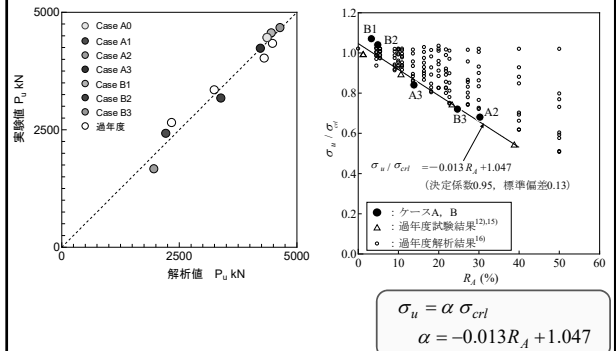 5000
Case A0
Case A1
Case A2
Case A3
Case B1
Case B2
Case B3
過年度
実験値 Pu kN
2500
0
0 2500 5000
解析値 Pu kN
1.2
B1
B2
1.0
0.8
A3
B3
A2
0.6
σu / σcrl
σu / σcrl =-0.013RA+1.047
(決定係数0.95, 標準偏差0.13)
0.4
● : ケースA, B
0.2
△ : 過年度試験結果12),15)
○ : 過年度解析結果16)
0.0
0 10 20 30 40 50 60
RA (%)
σu = α σcrl
α = −0.013RA + 1.047